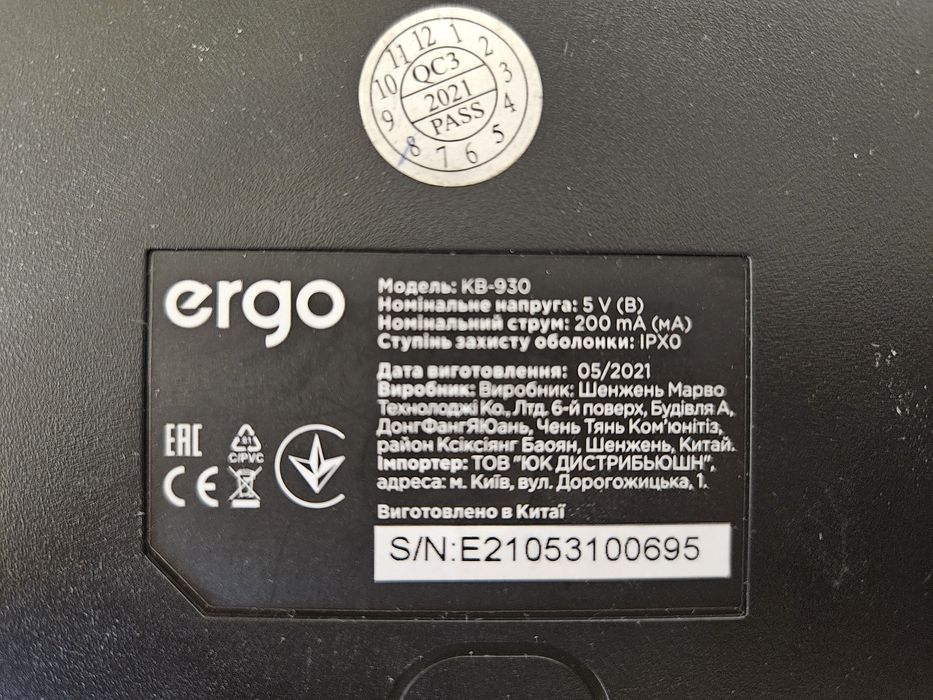 11 12 1 2 3 4 5 6 7 8 9 10
QC3
2021
PASS
ergo
Модель: KB-930
Номінальне напруга: 5 V (В)
Номінальний струм: 200 mA (мА)
Ступінь захисту оболонки: IPX0
Дата виготовлення: 05/2021
Виробник: Виробник: Шенжень Марво
Технолоджі Ко., Лтд. 6-й поверх, Будівля А,
ДонгФангЯЮань, Чень Тянь Ком'юнітіз,
район Ксіксіянг Баоян, Шенжень, Китай.
Імпортер: ТОВ "ЮК ДИСТРИБЬЮШН",
адреса: м. Київ, вул. Дорогожицька, 1.
Виготовлено в Китаї
EAC
81
C/PVC
CE
S/N:E21053100695